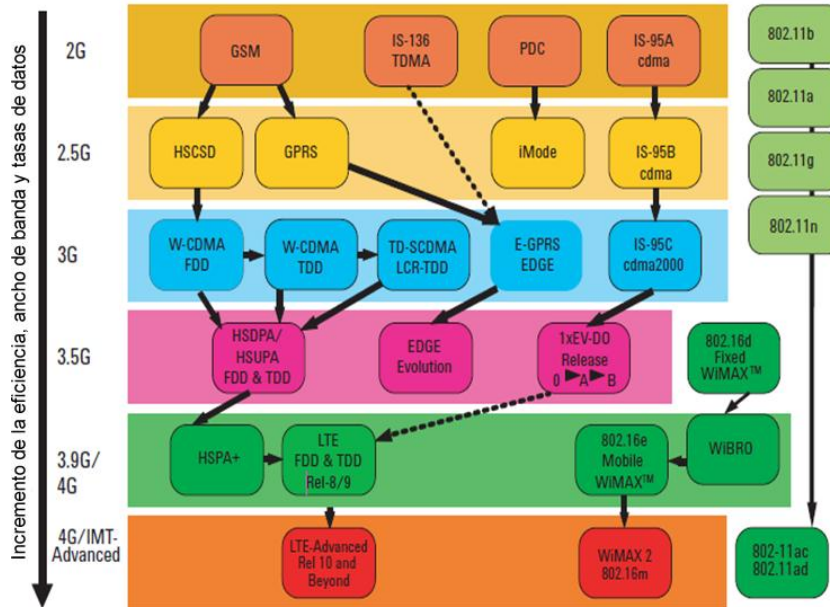 Incremento de la eficiencia, ancho de banda y tasas de datos
2G
GSM
IS-136
TDMA
PDC
IS-95A
cdma
802.11b
802.11a
2.5G
HSCSD
GPRS
iMode
IS-95B
cdma
802.11g
802.11n
3G
W-CDMA
FDD
W-CDMA
TDD
TD-SCDMA
LCR-TDD
E-GPRS
EDGE
IS-95C
cdma2000
3.5G
HSDPA/
HSUPA
FDD & TDD
EDGE
Evolution
1xEV-DO
Release
0 ► A ► B
802.16d
Fixed
WiMAX™
3.9G/
4G
HSPA+
LTE
FDD & TDD
Rel-8/9
802.16e
Mobile
WiMAX™
WiBRO
4G/IMT-
Advanced
LTE-Advanced
Rel 10 and
Beyond
WiMAX 2
802.16m
802-11ac
802.11ad